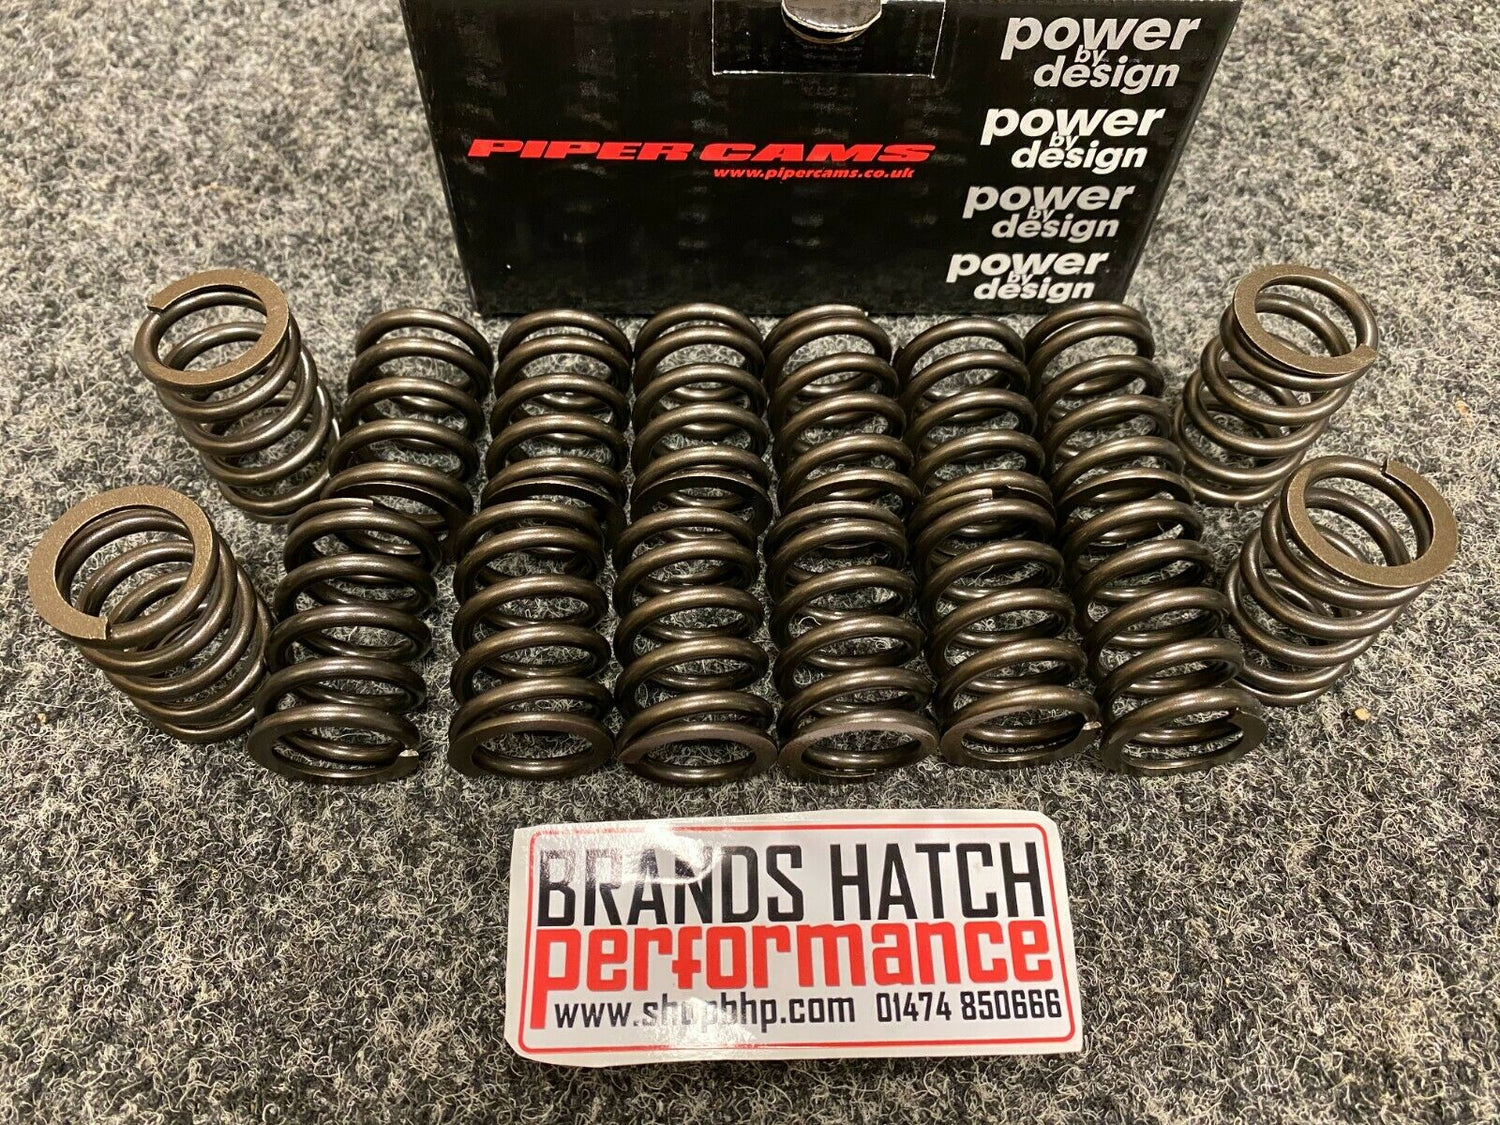 power
by
design
power
by
design
power
by
design
power
by
design
PIPER CAMS
www.pipercams.co.uk
BRANDS HATCH
performance
www.shopbhp.com 01474 850666